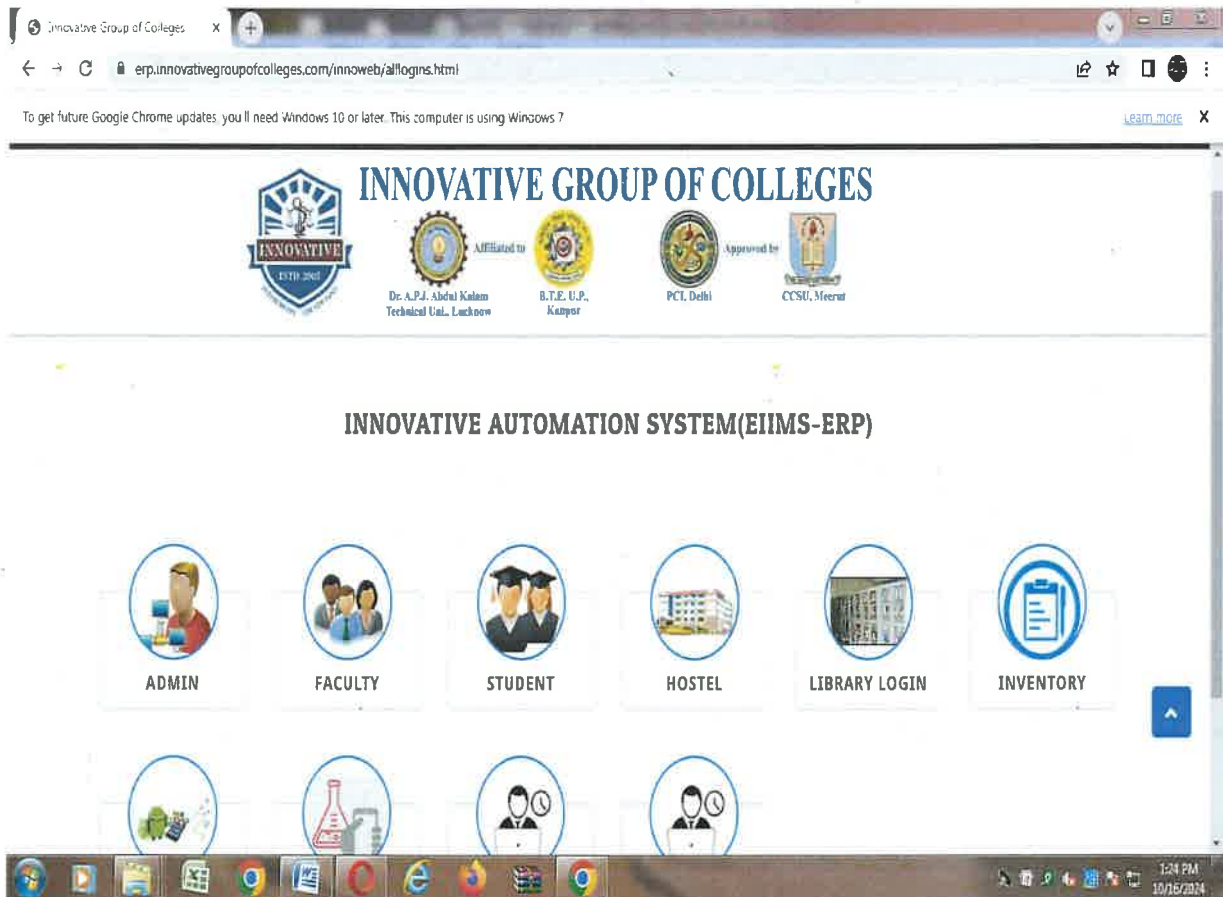 Innovative Group of Colleges
erp.innovativegroupofcolleges.com/innoweb/alllogins.html
To get future Google Chrome updates, you'll need Windows 10 or later. This computer is using Windows 7
Learn more
INNOVATIVE GROUP OF COLLEGES
INNOVATIVE
Affiliated to
Approved by
Dr. A.P.J. Abdul Kalam
Technical Uni., Lucknow
B.T.E. U.P.,
Kanpur
PCI, Delhi
CCSU, Meerut
INNOVATIVE AUTOMATION SYSTEM(EIIMS-ERP)
ADMIN
FACULTY
STUDENT
HOSTEL
LIBRARY LOGIN
INVENTORY
1:24 PM
10/16/2024